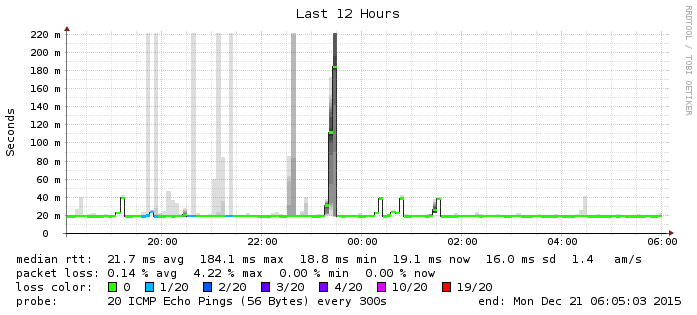 Last 12 Hours
RRDTOOL / TOBI OETIKER
Seconds
220 m
200 m
180 m
160 m
140 m
120 m
100 m
80 m
60 m
40 m
20 m
0
20:00 22:00 00:00 02:00 04:00 06:00
median rtt: 21.7 ms avg 184.1 ms max 18.8 ms min 19.1 ms now 16.0 ms sd 1.4 am/s
packet loss: 0.14 % avg 4.22 % max 0.00 % min 0.00 % now
loss color: 0 1/20 2/20 3/20 4/20 10/20 19/20
probe: 20 ICMP Echo Pings (56 Bytes) every 300s end: Mon Dec 21 06:05:03 2015